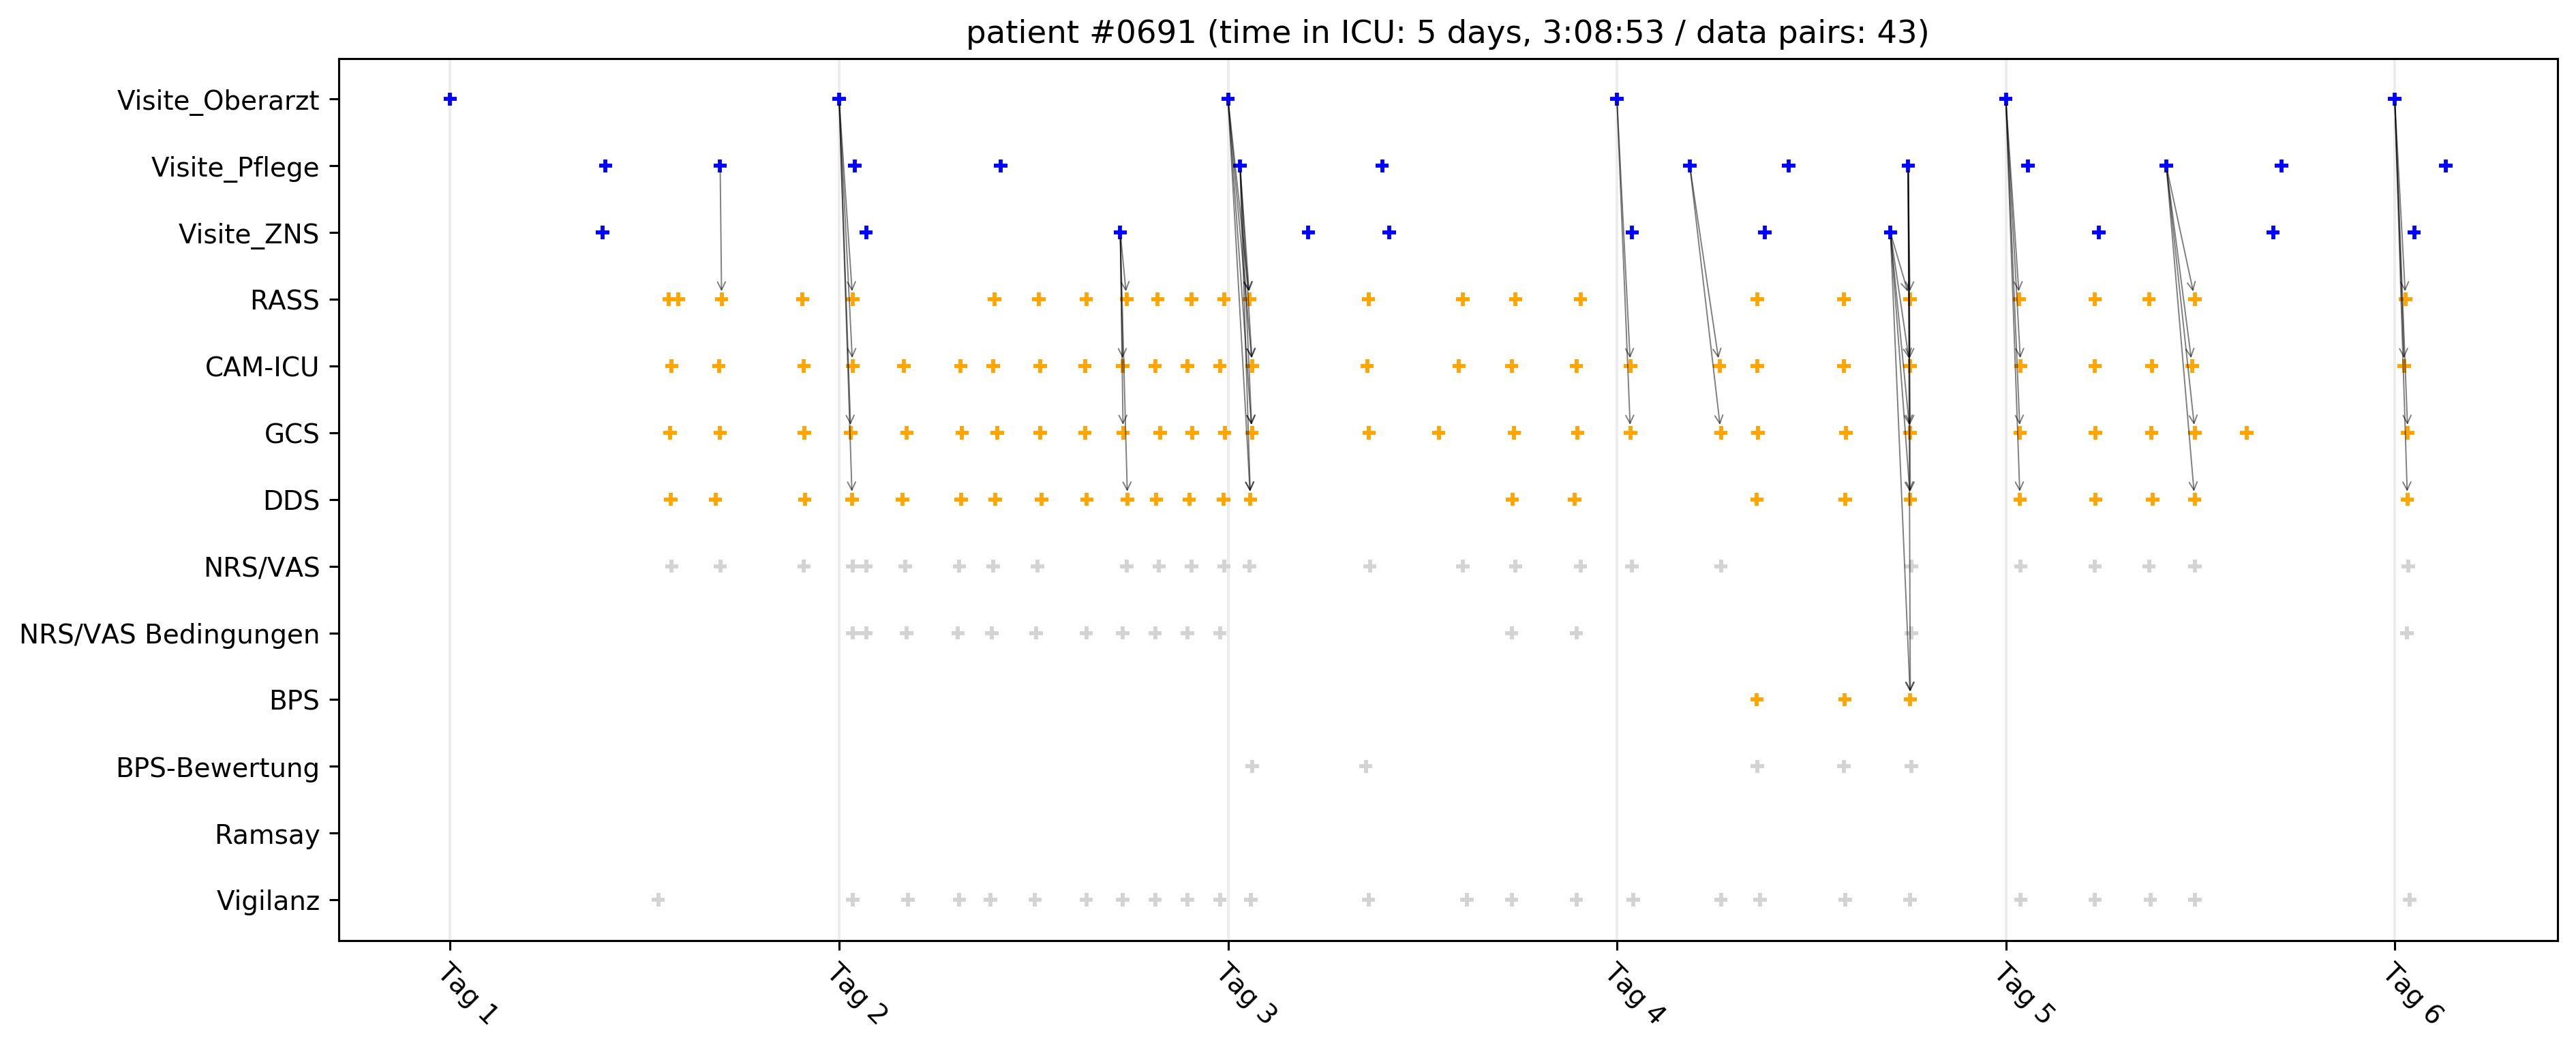 patient #0691 (time in ICU: 5 days, 3:08:53 / data pairs: 43)
Visite_Oberarzt
Visite_Pflege
Visite_ZNS
RASS
CAM-ICU
GCS
DDS
NRS/VAS
NRS/VAS Bedingungen
BPS
BPS-Bewertung
Ramsay
Vigilanz
Tag 1
Tag 2
Tag 3
Tag 4
Tag 5
Tag 6